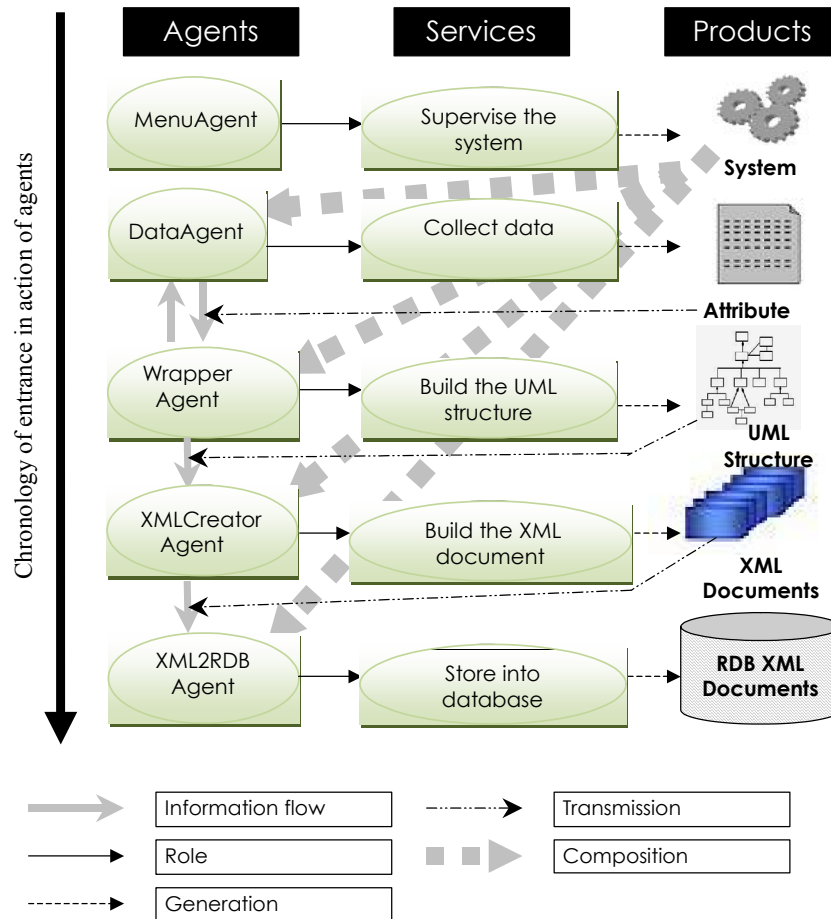 Agents
Services
Products
Chronology of entrance in action of agents
MenuAgent
Supervise the
system
System
DataAgent
Collect data
Attribute
Wrapper
Agent
Build the UML
structure
UML
Structure
XMLCreator
Agent
Build the XML
document
XML
Documents
XML2RDB
Agent
Store into
database
RDB XML
Documents
Information flow
Transmission
Role
Composition
Generation